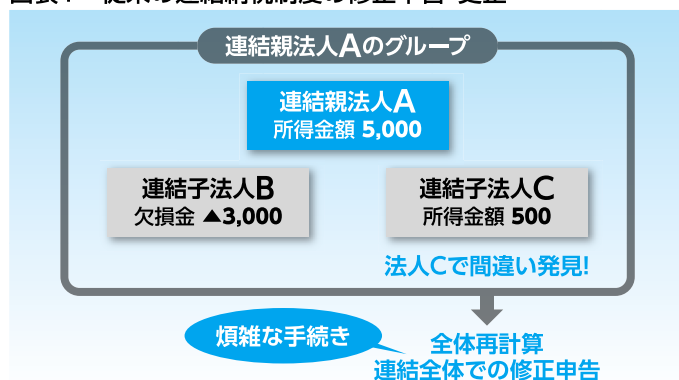 連結親法人Aのグループ
連結親法人A
所得金額 5,000
連結子法人B
欠損金 ▲3,000
連結子法人C
所得金額 500
法人Cで間違い発見!
煩雑な手続き
全体再計算
連結全体での修正申告